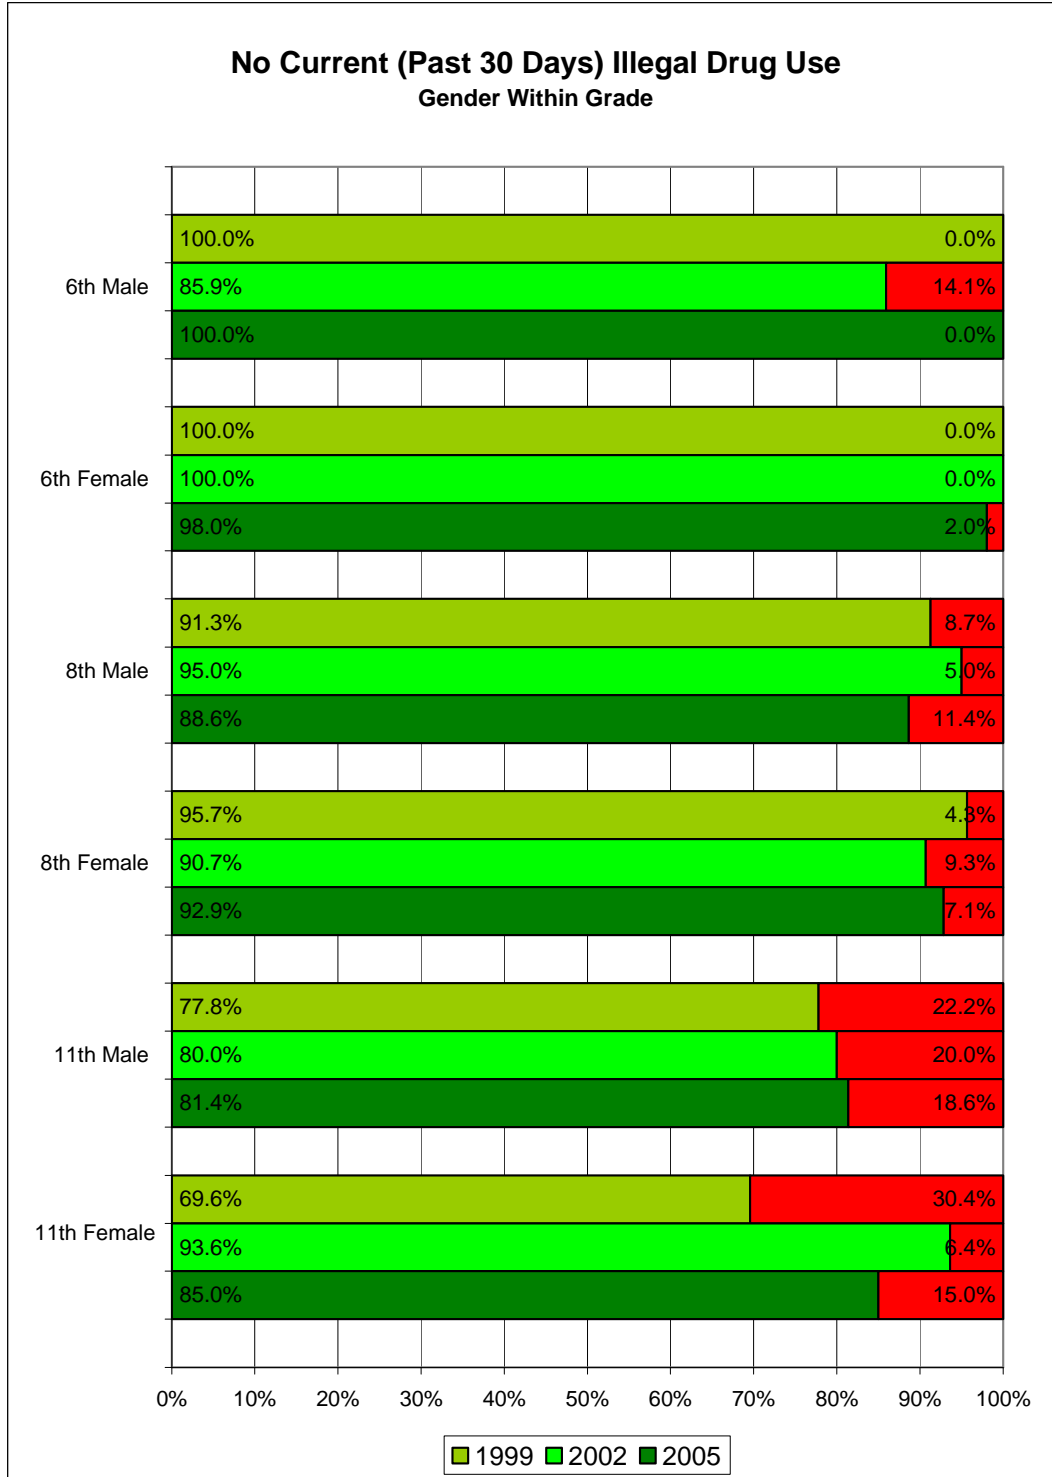 No Current (Past 30 Days) Illegal Drug Use
Gender Within Grade
100.0% 0.0%
6th Male 85.9% 14.1%
100.0% 0.0%
100.0% 0.0%
6th Female 100.0% 0.0%
98.0% 2.0%
91.3% 8.7%
8th Male 95.0% 5.0%
88.6% 11.4%
95.7% 4.3%
8th Female 90.7% 9.3%
92.9% 7.1%
77.8% 22.2%
11th Male 80.0% 20.0%
81.4% 18.6%
69.6% 30.4%
11th Female 93.6% 6.4%
85.0% 15.0%
0% 10% 20% 30% 40% 50% 60% 70% 80% 90% 100%
1999 2002 2005